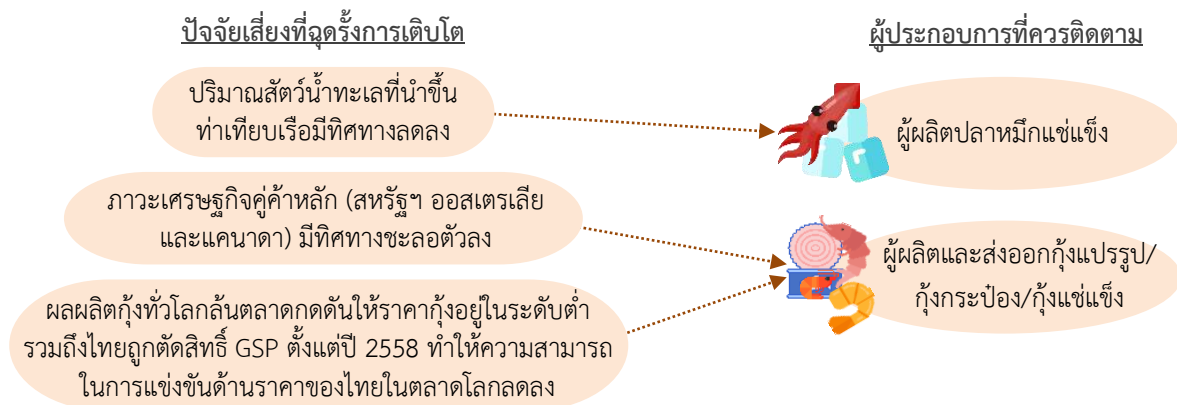 ปัจจัยเสี่ยงที่ฉุดรั้งการเติบโต
ปริมาณสัตว์น้ำทะเลที่นำขึ้น
ท่าเทียบเรือมีทิศทางลดลง
ภาวะเศรษฐกิจคู่ค้าหลัก (สหรัฐฯ ออสเตรเลีย
และแคนาดา) มีทิศทางชะลอตัวลง
ผลผลิตกุ้งทั่วโลกล้นตลาดกดดันให้ราคากุ้งอยู่ในระดับต่ำ
รวมถึงไทยถูกตัดสิทธิ์ GSP ตั้งแต่ปี 2558 ทำให้ความสามารถ
ในการแข่งขันด้านราคาของไทยในตลาดโลกลดลง
ผู้ประกอบการที่ควรติดตาม
ผู้ผลิตปลาหมึกแช่แข็ง
ผู้ผลิตและส่งออกกุ้งแปรรูป/
กุ้งกระป๋อง/กุ้งแช่แข็ง